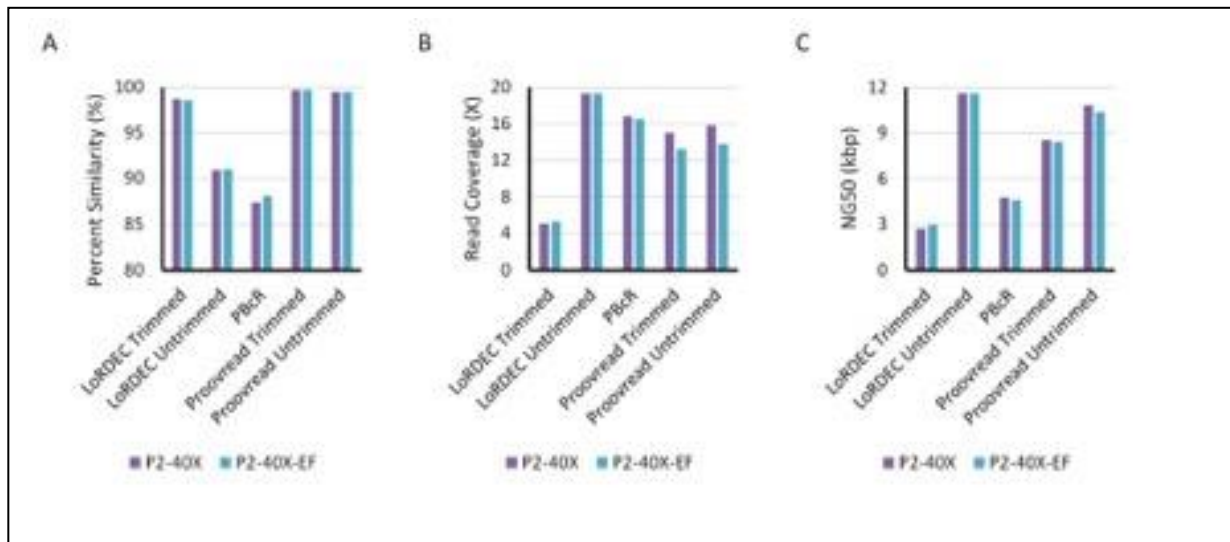 A
Percent Similarity (%)
100
95
90
85
80
LoRDEC Trimmed
LoRDEC Untrimmed
PBcR
Proovread Trimmed
Proovread Untrimmed
P2-40X
P2-40X-EF
B
Read Coverage (X)
20
16
12
8
4
0
LoRDEC Trimmed
LoRDEC Untrimmed
PBcR
Proovread Trimmed
Proovread Untrimmed
P2-40X
P2-40X-EF
C
NG50 (kbp)
12
9
6
3
0
LoRDEC Trimmed
LoRDEC Untrimmed
PBcR
Proovread Trimmed
Proovread Untrimmed
P2-40X
P2-40X-EF